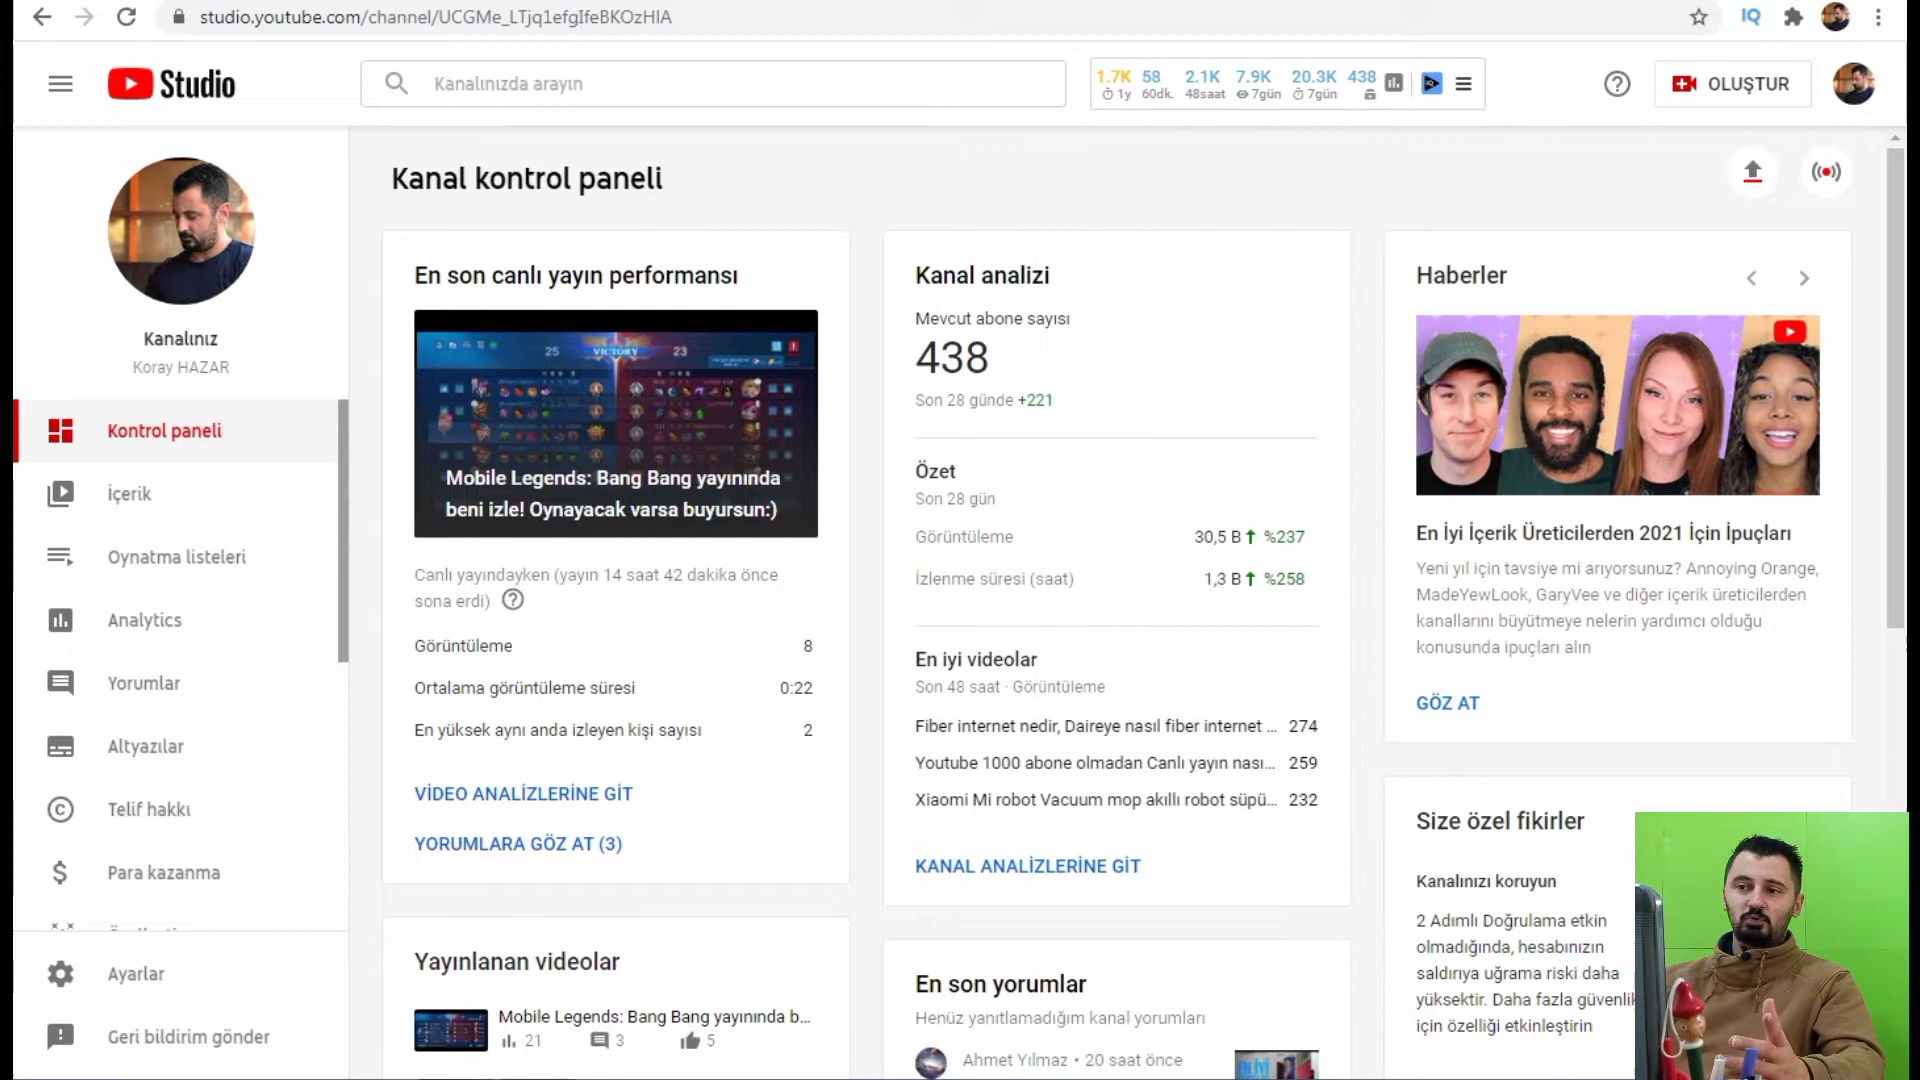 studio.youtube.com/channel/UCGMe_LTjq1efgIfeBKOzHIA
IQ
Studio
Kanalınızda arayın
1.7K 58 2.1K 7.9K 20.3K 438
1y 60dk. 48saat 7gün 7gün
OLUŞTUR
Kanalınız
Koray HAZAR
Kontrol paneli
İçerik
Oynatma listeleri
Analytics
Yorumlar
Altyazılar
Telif hakkı
Para kazanma
Ayarlar
Geri bildirim gönder
Kanal kontrol paneli
En son canlı yayın performansı
25 VICTORY 23
Mobile Legends: Bang Bang yayınında
beni izle! Oynayacak varsa buyursun:)
Canlı yayındayken (yayın 14 saat 42 dakika önce
sona erdi)
Görüntüleme 8
Ortalama görüntüleme süresi 0:22
En yüksek aynı anda izleyen kişi sayısı 2
VİDEO ANALİZLERİNE GİT
YORUMLARA GÖZ AT (3)
Yayınlanan videolar
Mobile Legends: Bang Bang yayınında b...
21 3 5
Kanal analizi
Mevcut abone sayısı
438
Son 28 günde +221
Özet
Son 28 gün
Görüntüleme 30,5 B %237
İzlenme süresi (saat) 1,3 B %258
En iyi videolar
Son 48 saat · Görüntüleme
Fiber internet nedir, Daireye nasıl fiber internet ... 274
Youtube 1000 abone olmadan Canlı yayın nası... 259
Xiaomi Mi robot Vacuum mop akıllı robot süpü... 232
KANAL ANALİZLERİNE GİT
En son yorumlar
Henüz yanıtlamadığım kanal yorumları
Ahmet Yılmaz • 20 saat önce
Haberler
En İyi İçerik Üreticilerden 2021 İçin İpuçları
Yeni yıl için tavsiye mi arıyorsunuz? Annoying Orange,
MadeYewLook, GaryVee ve diğer içerik üreticilerden
kanallarını büyütmeye nelerin yardımcı olduğu
konusunda ipuçları alın
GÖZ AT
Size özel fikirler
Kanalınızı koruyun
2 Adımlı Doğrulama etkin
olmadığında, hesabınızın
saldırıya uğrama riski daha
yüksektir. Daha fazla güvenlik
için özelliği etkinleştirin